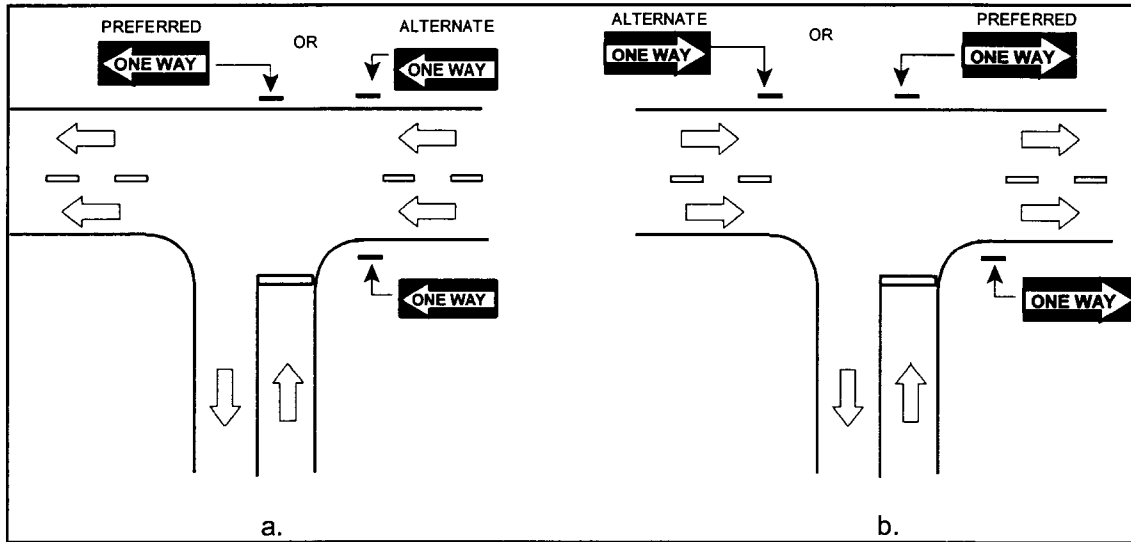 PREFERRED
OR
ALTERNATE
ONE WAY
ONE WAY
ONE WAY
a.
ALTERNATE
OR
PREFERRED
ONE WAY
ONE WAY
ONE WAY
b.